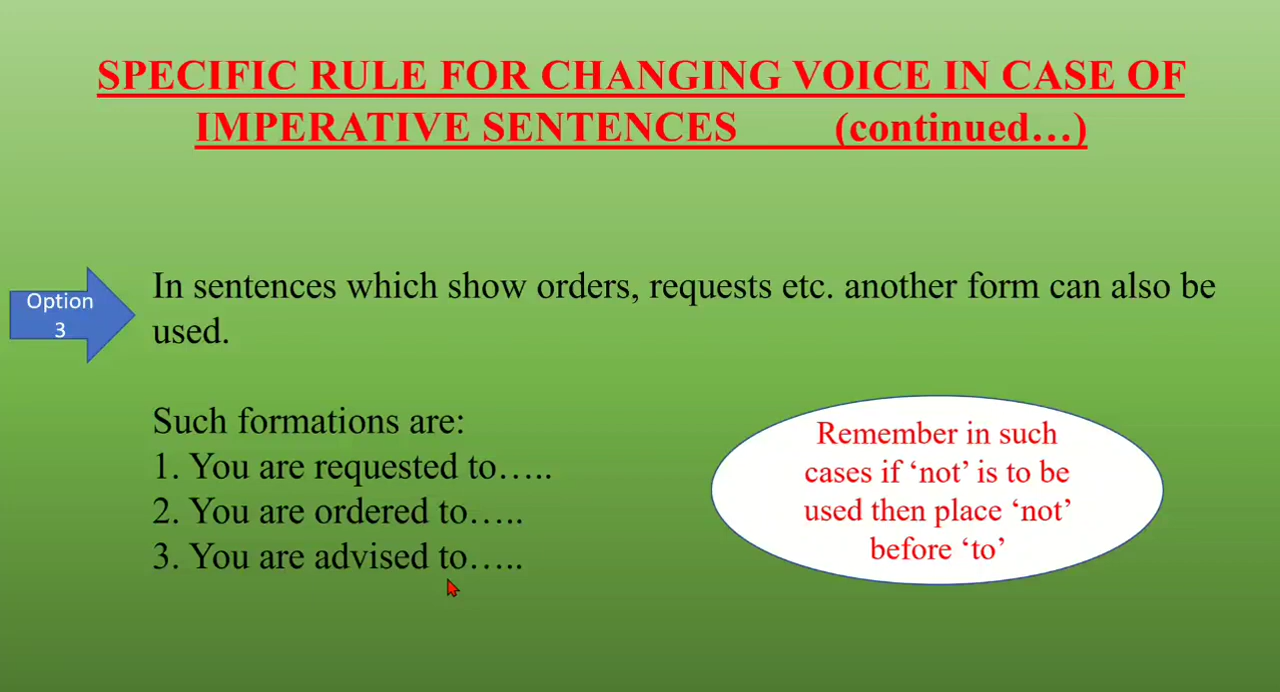 SPECIFIC RULE FOR CHANGING VOICE IN CASE OF
IMPERATIVE SENTENCES (continued…)
Option
3
In sentences which show orders, requests etc. another form can also be
used.
Such formations are:
1. You are requested to…..
2. You are ordered to…..
3. You are advised to…..
Remember in such
cases if ‘not’ is to be
used then place ‘not’
before ‘to’